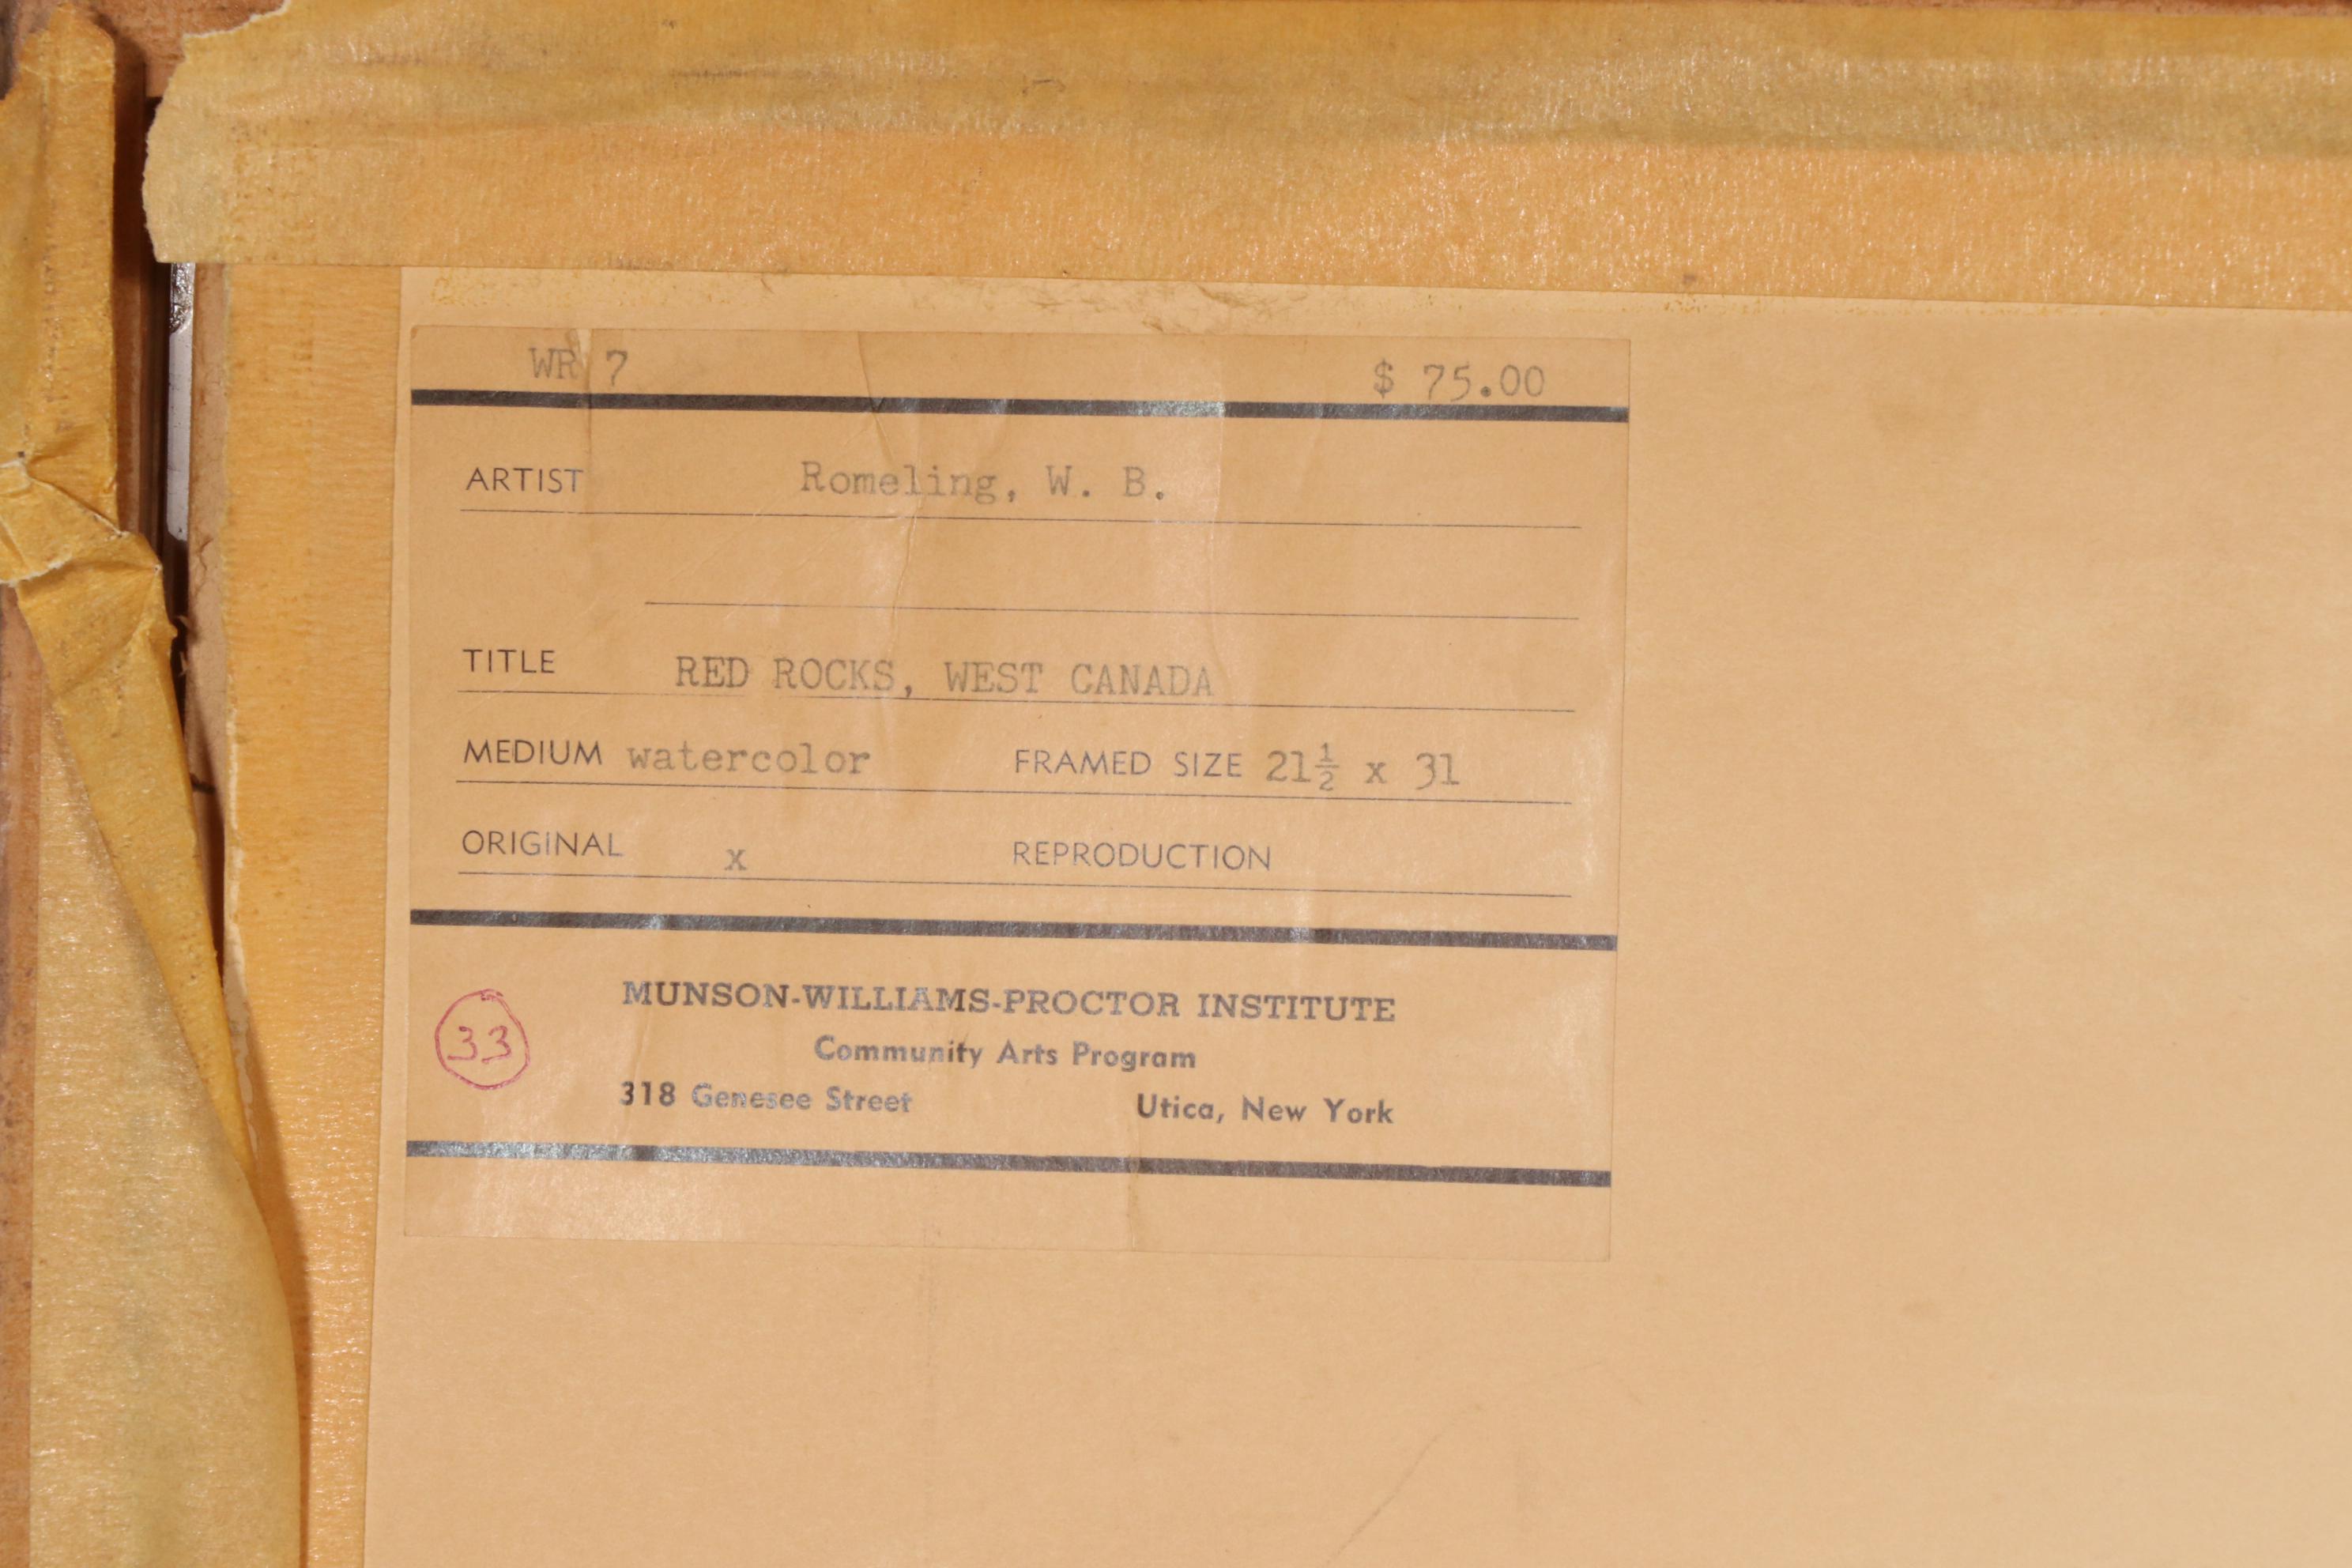 WR 7 $ 75.00
ARTIST Romeling, W. B.
TITLE RED ROCKS, WEST CANADA
MEDIUM watercolor FRAMED SIZE 21½ x 31
ORIGINAL x REPRODUCTION
MUNSON-WILLIAMS-PROCTOR INSTITUTE
33 Community Arts Program
318 Genesee Street Utica, New York